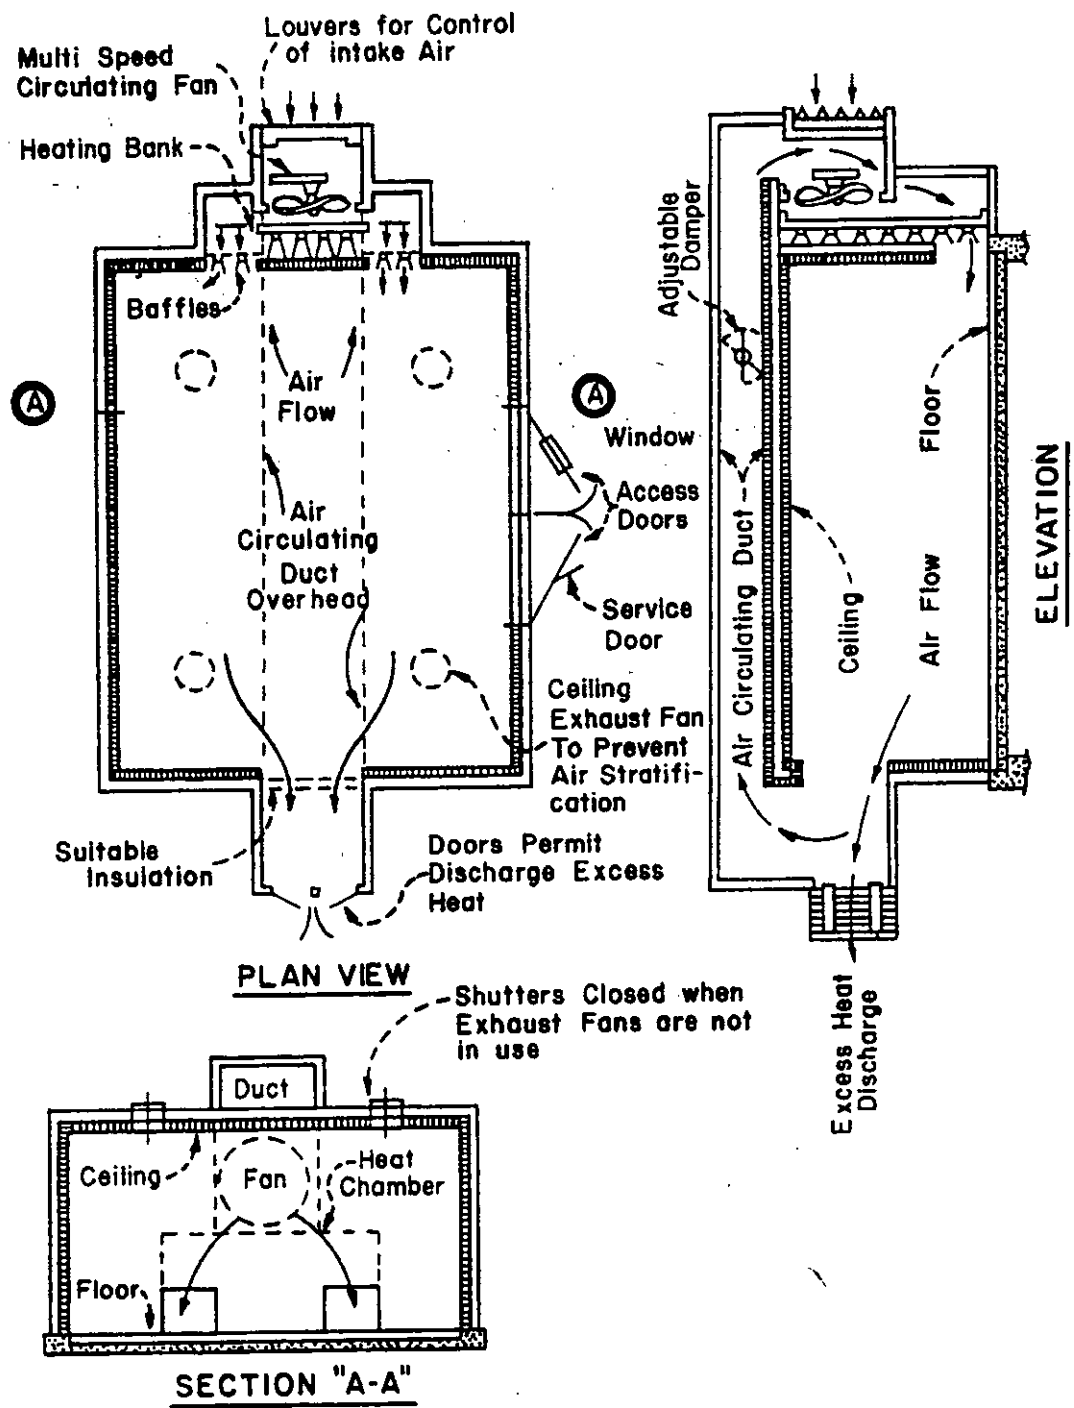 Louvers for Control
of intake Air
Multi Speed
Circulating Fan
Heating Bank
Baffles
Air
Flow
A
A
Window
Access
Doors
Air
Circulating
Duct
Overhead
Service
Door
Ceiling
Exhaust Fan
To Prevent
Air Stratifi-
cation
Suitable
Insulation
Doors Permit
Discharge Excess
Heat
PLAN VIEW
Adjustable
Damper
Floor
Air Circulating Duct
Ceiling
Air Flow
ELEVATION
Excess Heat
Discharge
Shutters Closed when
Exhaust Fans are not
in use
Duct
Ceiling
Fan
Heat
Chamber
Floor
SECTION "A-A"